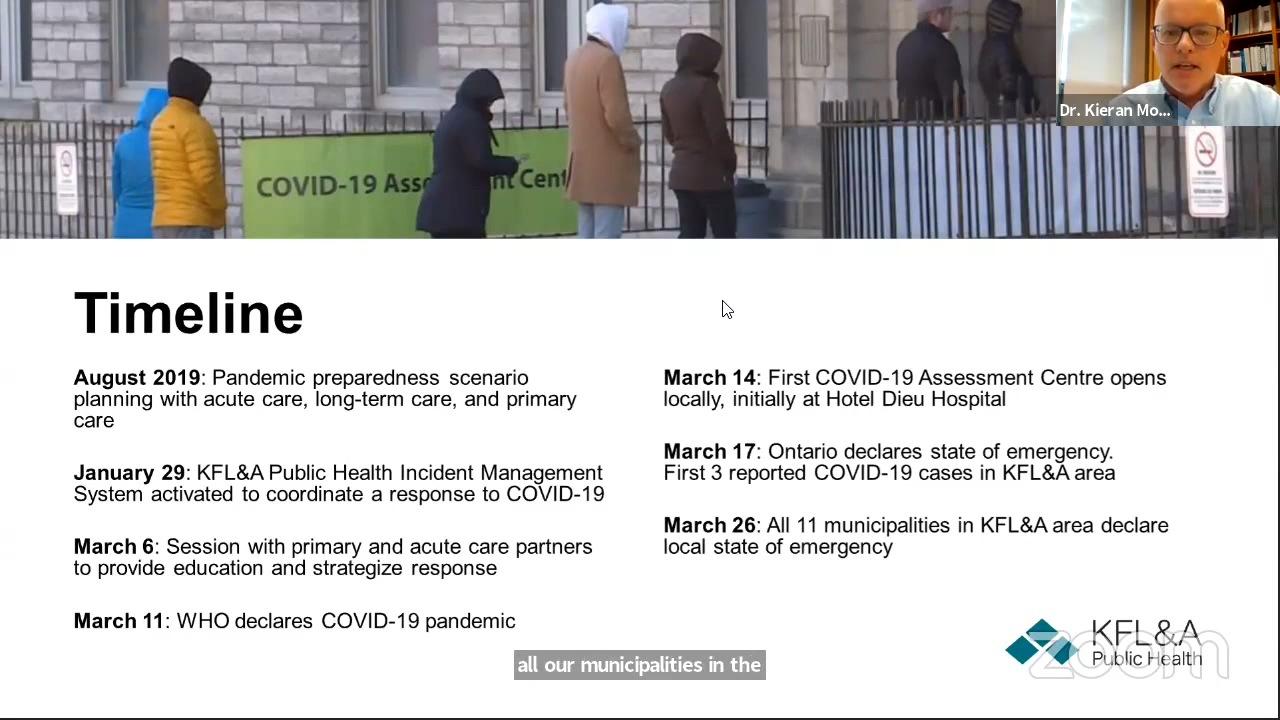 Dr. Kieran Mo...
COVID-19 Ass nt Cent
Timeline
August 2019: Pandemic preparedness scenario
planning with acute care, long-term care, and primary
care
January 29: KFL&A Public Health Incident Management
System activated to coordinate a response to COVID-19
March 6: Session with primary and acute care partners
to provide education and strategize response
March 11: WHO declares COVID-19 pandemic
March 14: First COVID-19 Assessment Centre opens
locally, initially at Hotel Dieu Hospital
March 17: Ontario declares state of emergency.
First 3 reported COVID-19 cases in KFL&A area
March 26: All 11 municipalities in KFL&A area declare
local state of emergency
KFL&A
Public Health
zoom
all our municipalities in the